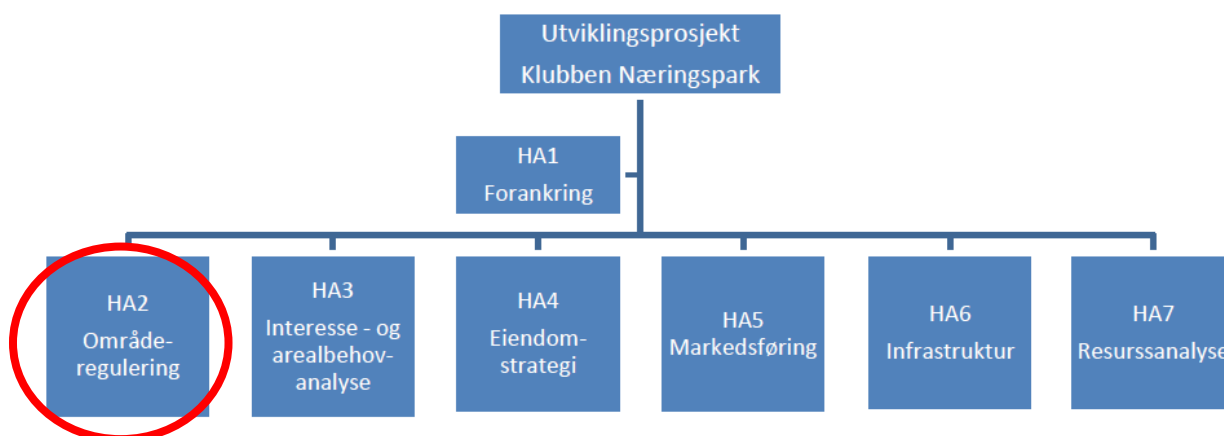 Utviklingsprosjekt
Klubben Næringspark
HA1
Forankring
HA2
Område-
regulering
HA3
Interesse - og
arealbehov-
analyse
HA4
Eiendom-
strategi
HA5
Markedsføring
HA6
Infrastruktur
HA7
Resurssanalyse